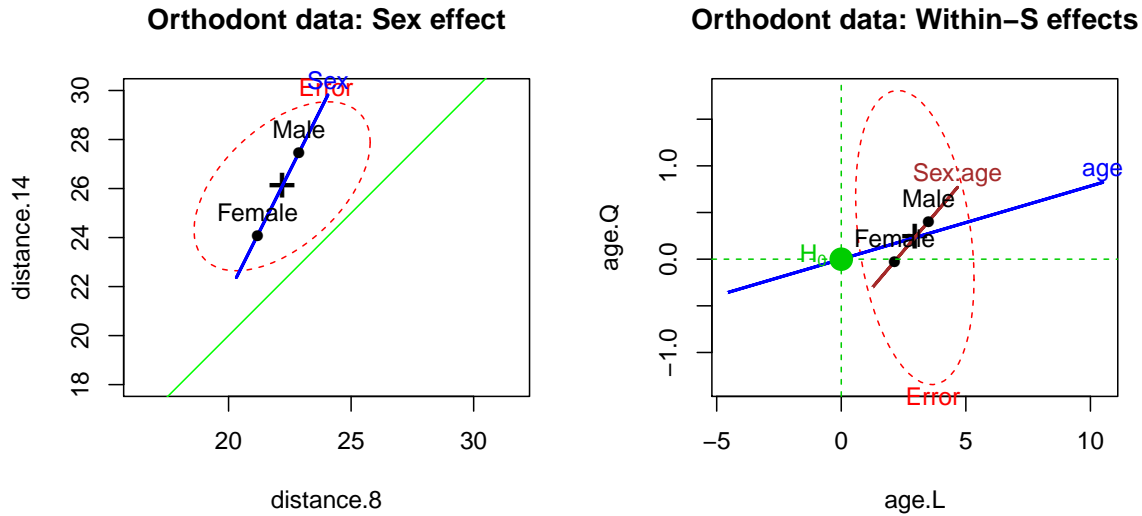 Orthodont data: Sex effect
distance.14
30
28
26
24
22
20
18
Sex
Error
Male
Female
20 25 30
distance.8
Orthodont data: Within−S effects
age.Q
1.0
0.0
−1.0
age
Sex:age
Male
Female
H₀
Error
−5 0 5 10
age.L